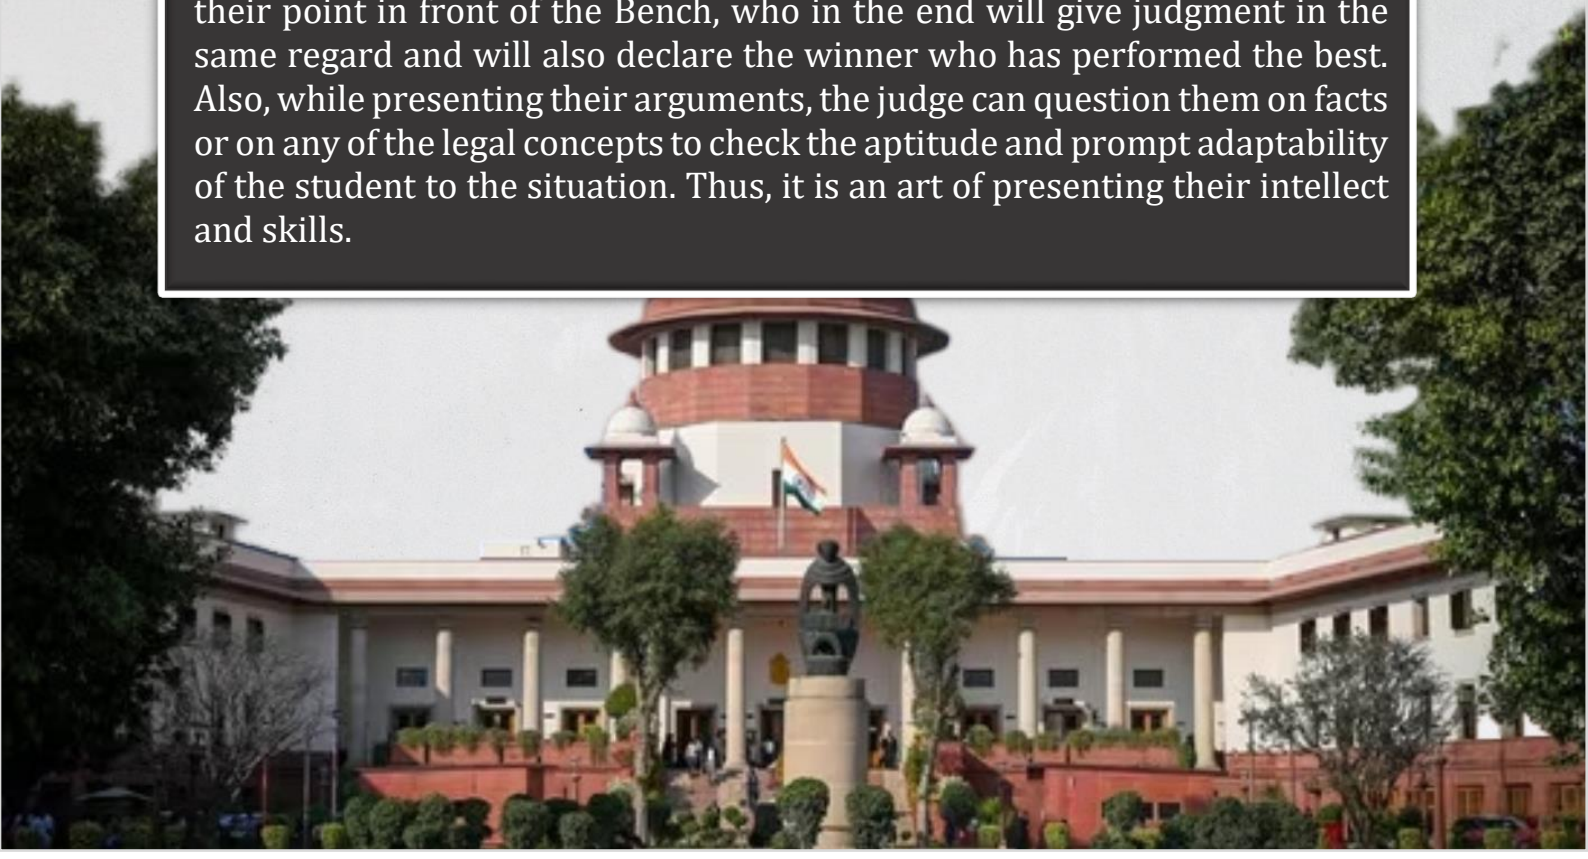 their point in front of the Bench, who in the end will give judgment in the
same regard and will also declare the winner who has performed the best.
Also, while presenting their arguments, the judge can question them on facts
or on any of the legal concepts to check the aptitude and prompt adaptability
of the student to the situation. Thus, it is an art of presenting their intellect
and skills.